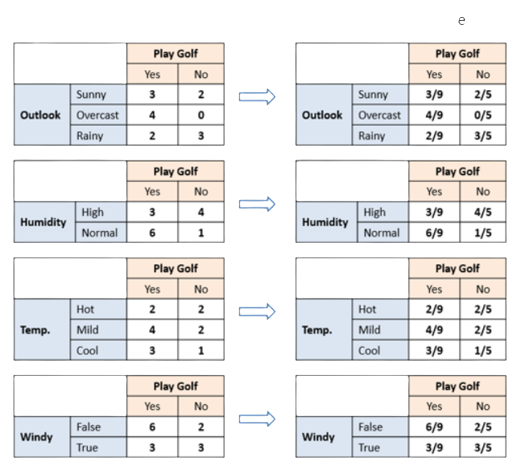 e
Play Golf Play Golf
Yes No Yes No
Outlook Sunny 3 2 Outlook Sunny 3/9 2/5
Overcast 4 0 Overcast 4/9 0/5
Rainy 2 3 Rainy 2/9 3/5
Play Golf Play Golf
Yes No Yes No
Humidity High 3 4 Humidity High 3/9 4/5
Normal 6 1 Normal 6/9 1/5
Play Golf Play Golf
Yes No Yes No
Temp. Hot 2 2 Temp. Hot 2/9 2/5
Mild 4 2 Mild 4/9 2/5
Cool 3 1 Cool 3/9 1/5
Play Golf Play Golf
Yes No Yes No
Windy False 6 2 Windy False 6/9 2/5
True 3 3 True 3/9 3/5